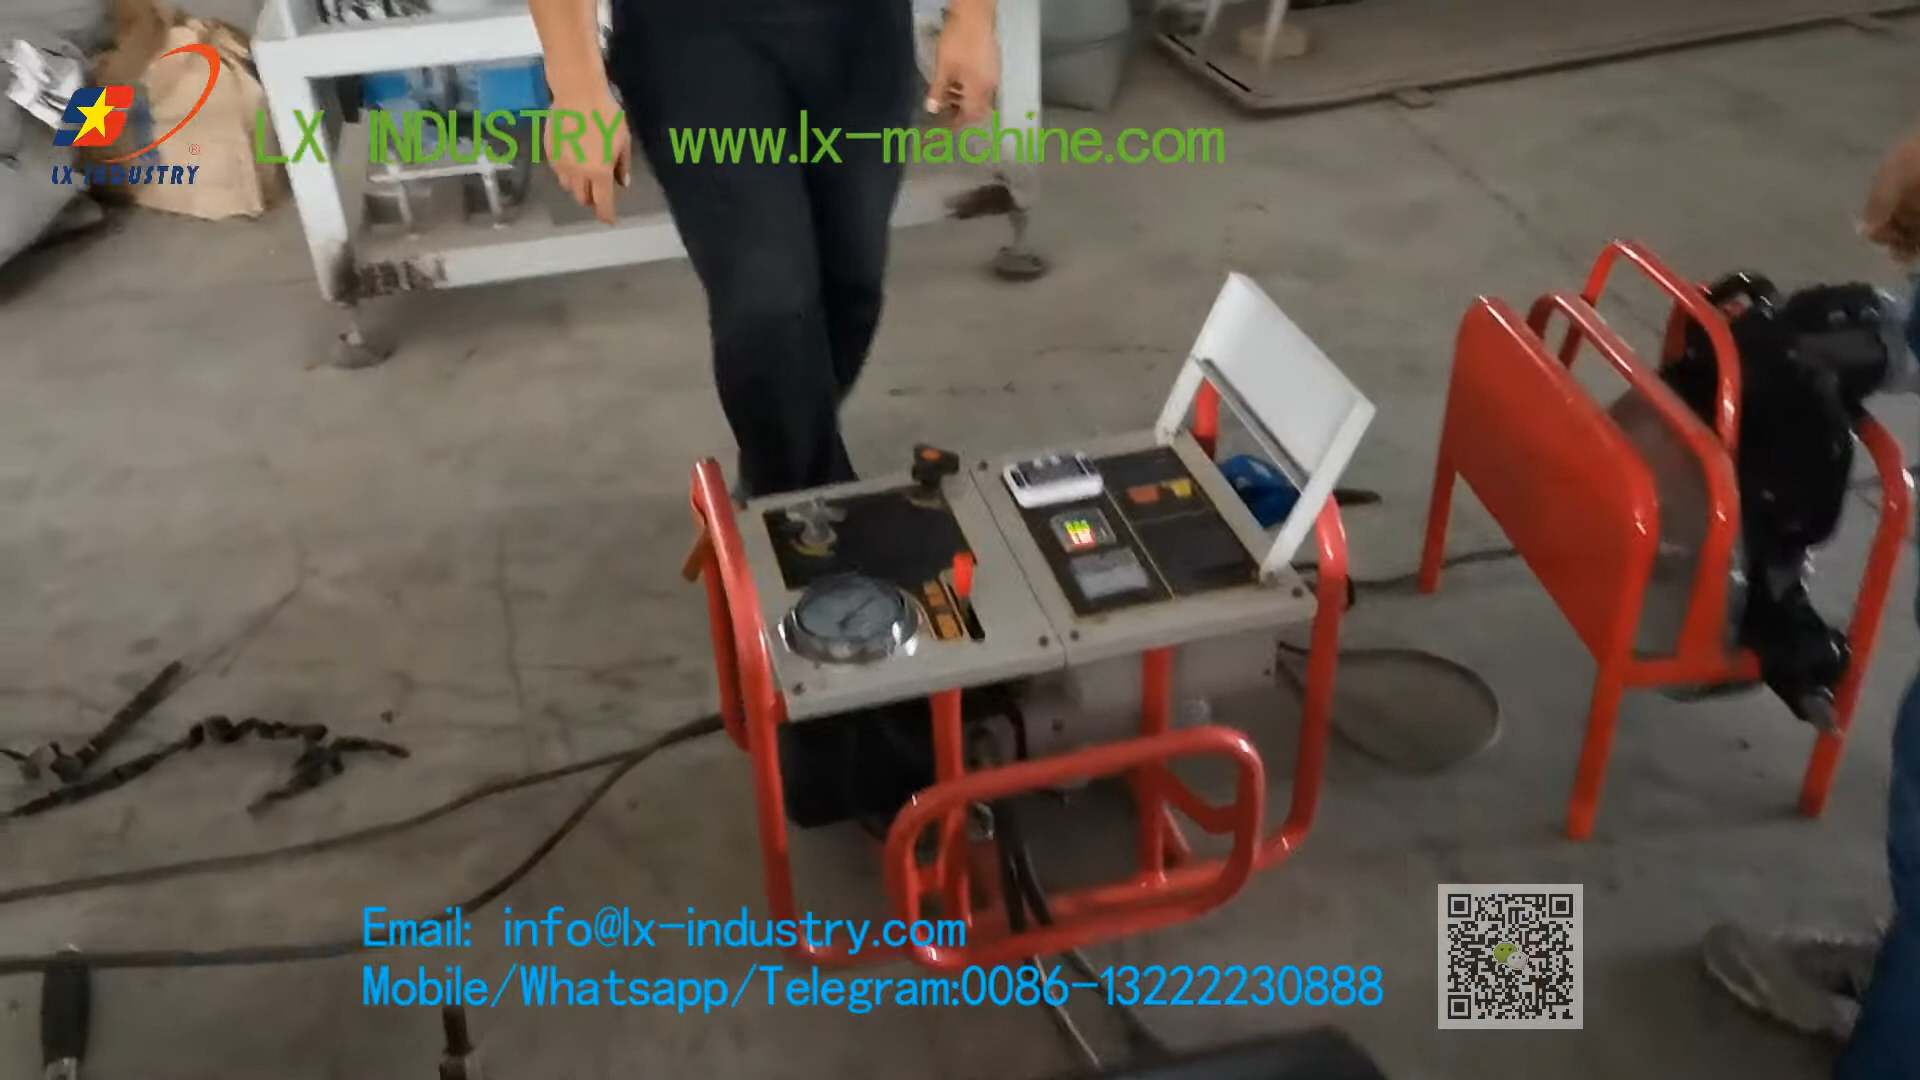 LX INDUSTRY ®
LX INDUSTRY www.lx-machine.com
Email: info@lx-industry.com
Mobile/Whatsapp/Telegram:0086-13222230888